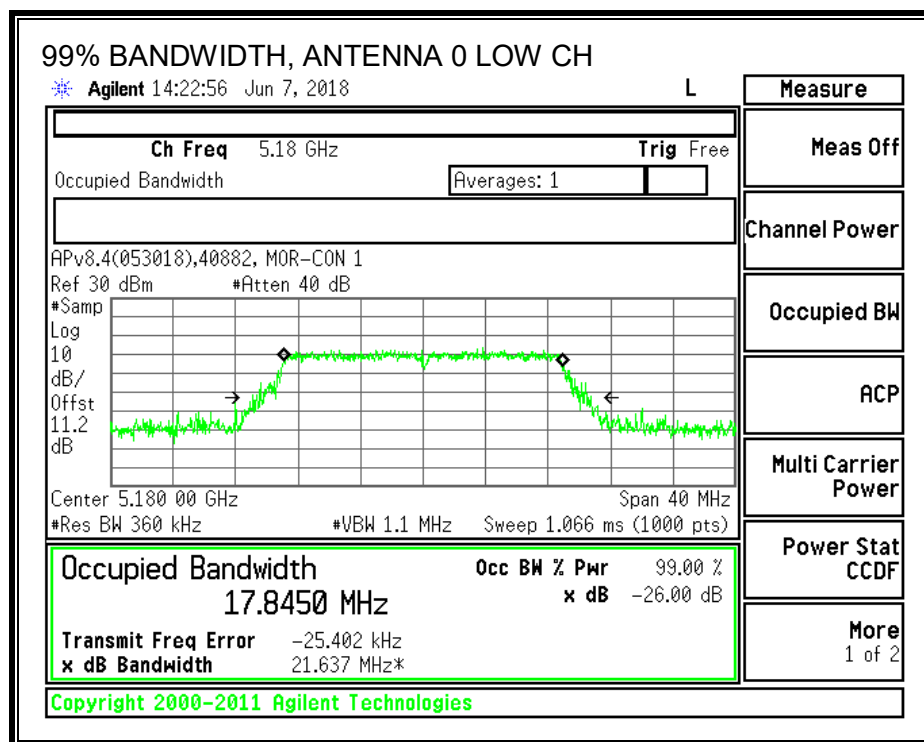 99% BANDWIDTH, ANTENNA 0 LOW CH
Agilent 14:22:56 Jun 7, 2018 L
Measure
Ch Freq 5.18 GHz Trig Free
Meas Off
Occupied Bandwidth Averages: 1
Channel Power
APv8.4(053018),40882, MOR-CON 1
Ref 30 dBm #Atten 40 dB
#Samp
Log
10
dB/
Offst
11.2
dB
Occupied BW
ACP
Multi Carrier
Power
Center 5.180 00 GHz Span 40 MHz
#Res BW 360 kHz #VBW 1.1 MHz Sweep 1.066 ms (1000 pts)
Power Stat
CCDF
Occupied Bandwidth Occ BW % Pwr 99.00 %
17.8450 MHz x dB -26.00 dB
Transmit Freq Error -25.402 kHz
x dB Bandwidth 21.637 MHz*
More
1 of 2
Copyright 2000-2011 Agilent Technologies